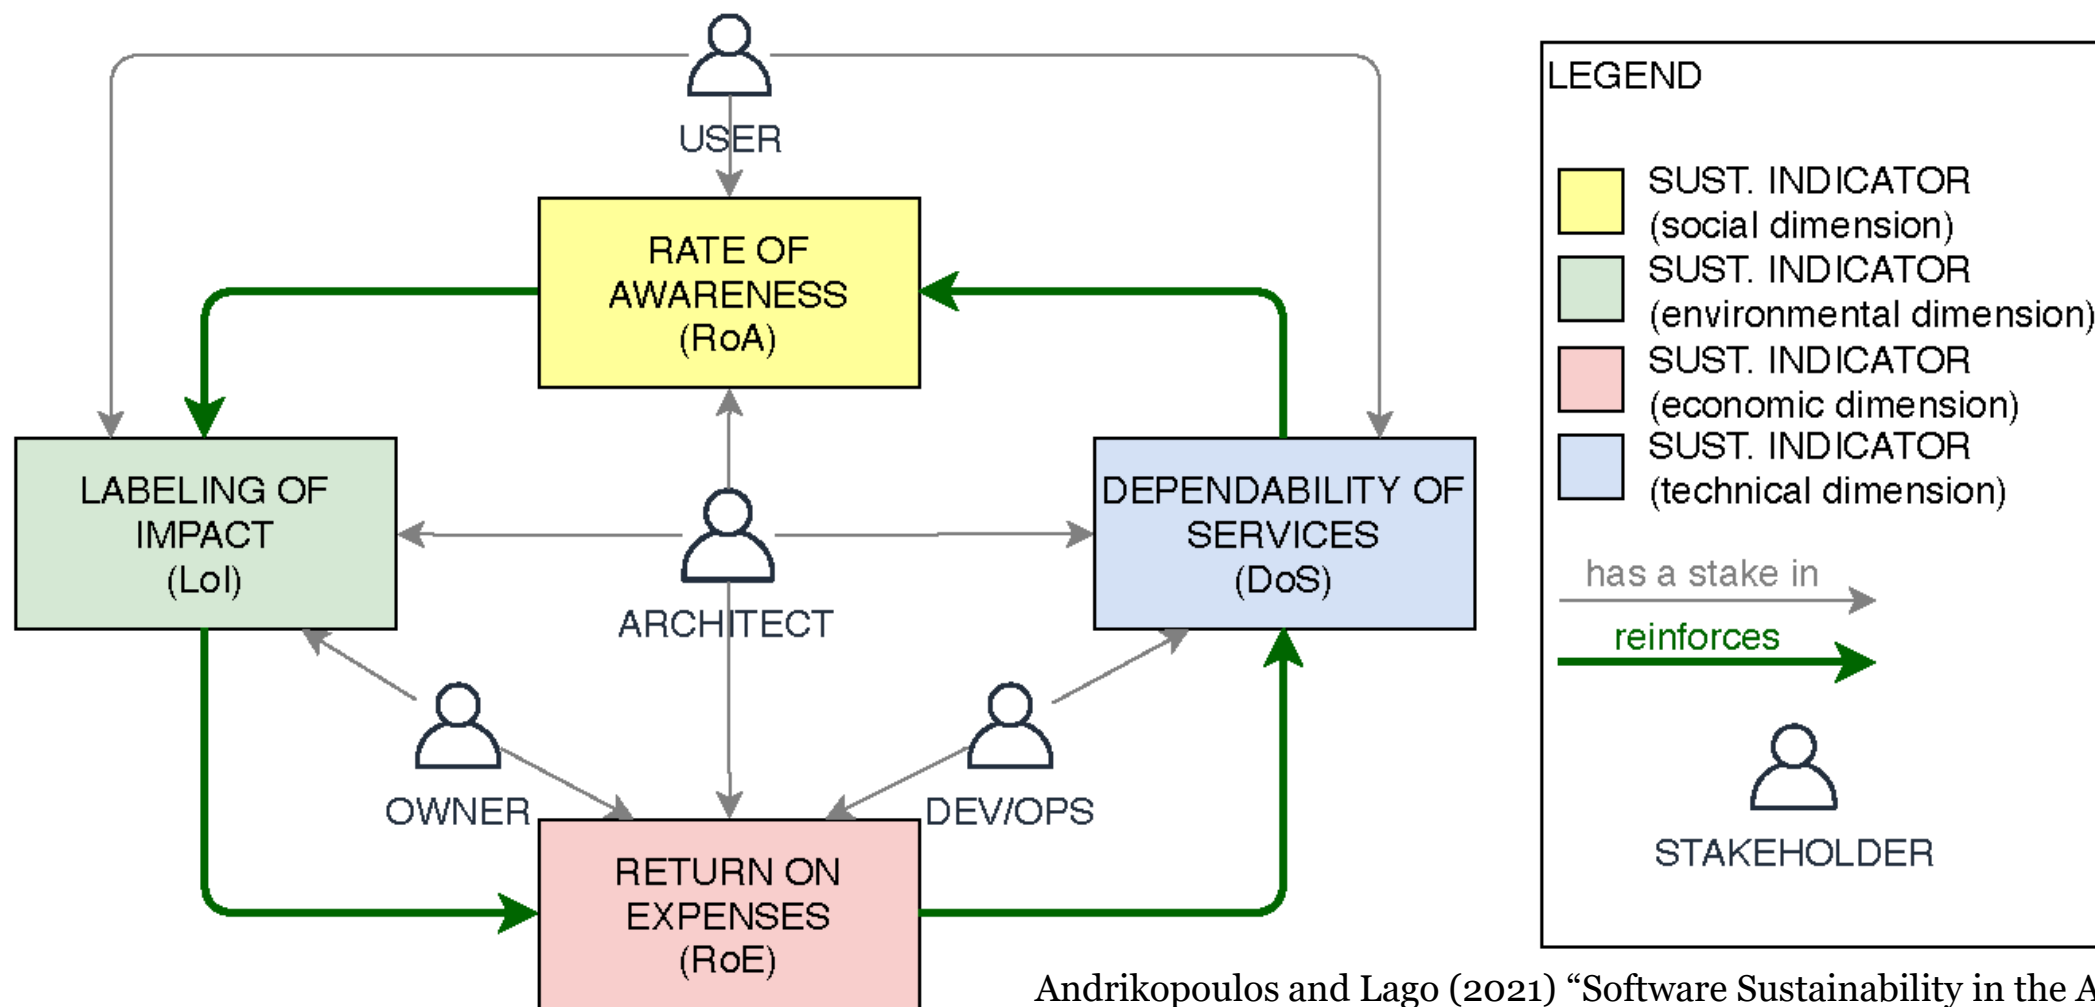 USER
RATE OF
AWARENESS
(RoA)
LABELING OF
IMPACT
(LoI)
ARCHITECT
DEPENDABILITY OF
SERVICES
(DoS)
OWNER
DEV/OPS
RETURN ON
EXPENSES
(RoE)
LEGEND
SUST. INDICATOR
(social dimension)
SUST. INDICATOR
(environmental dimension)
SUST. INDICATOR
(economic dimension)
SUST. INDICATOR
(technical dimension)
has a stake in
reinforces
STAKEHOLDER
Andrikopoulos and Lago (2021) “Software Sustainability in the A